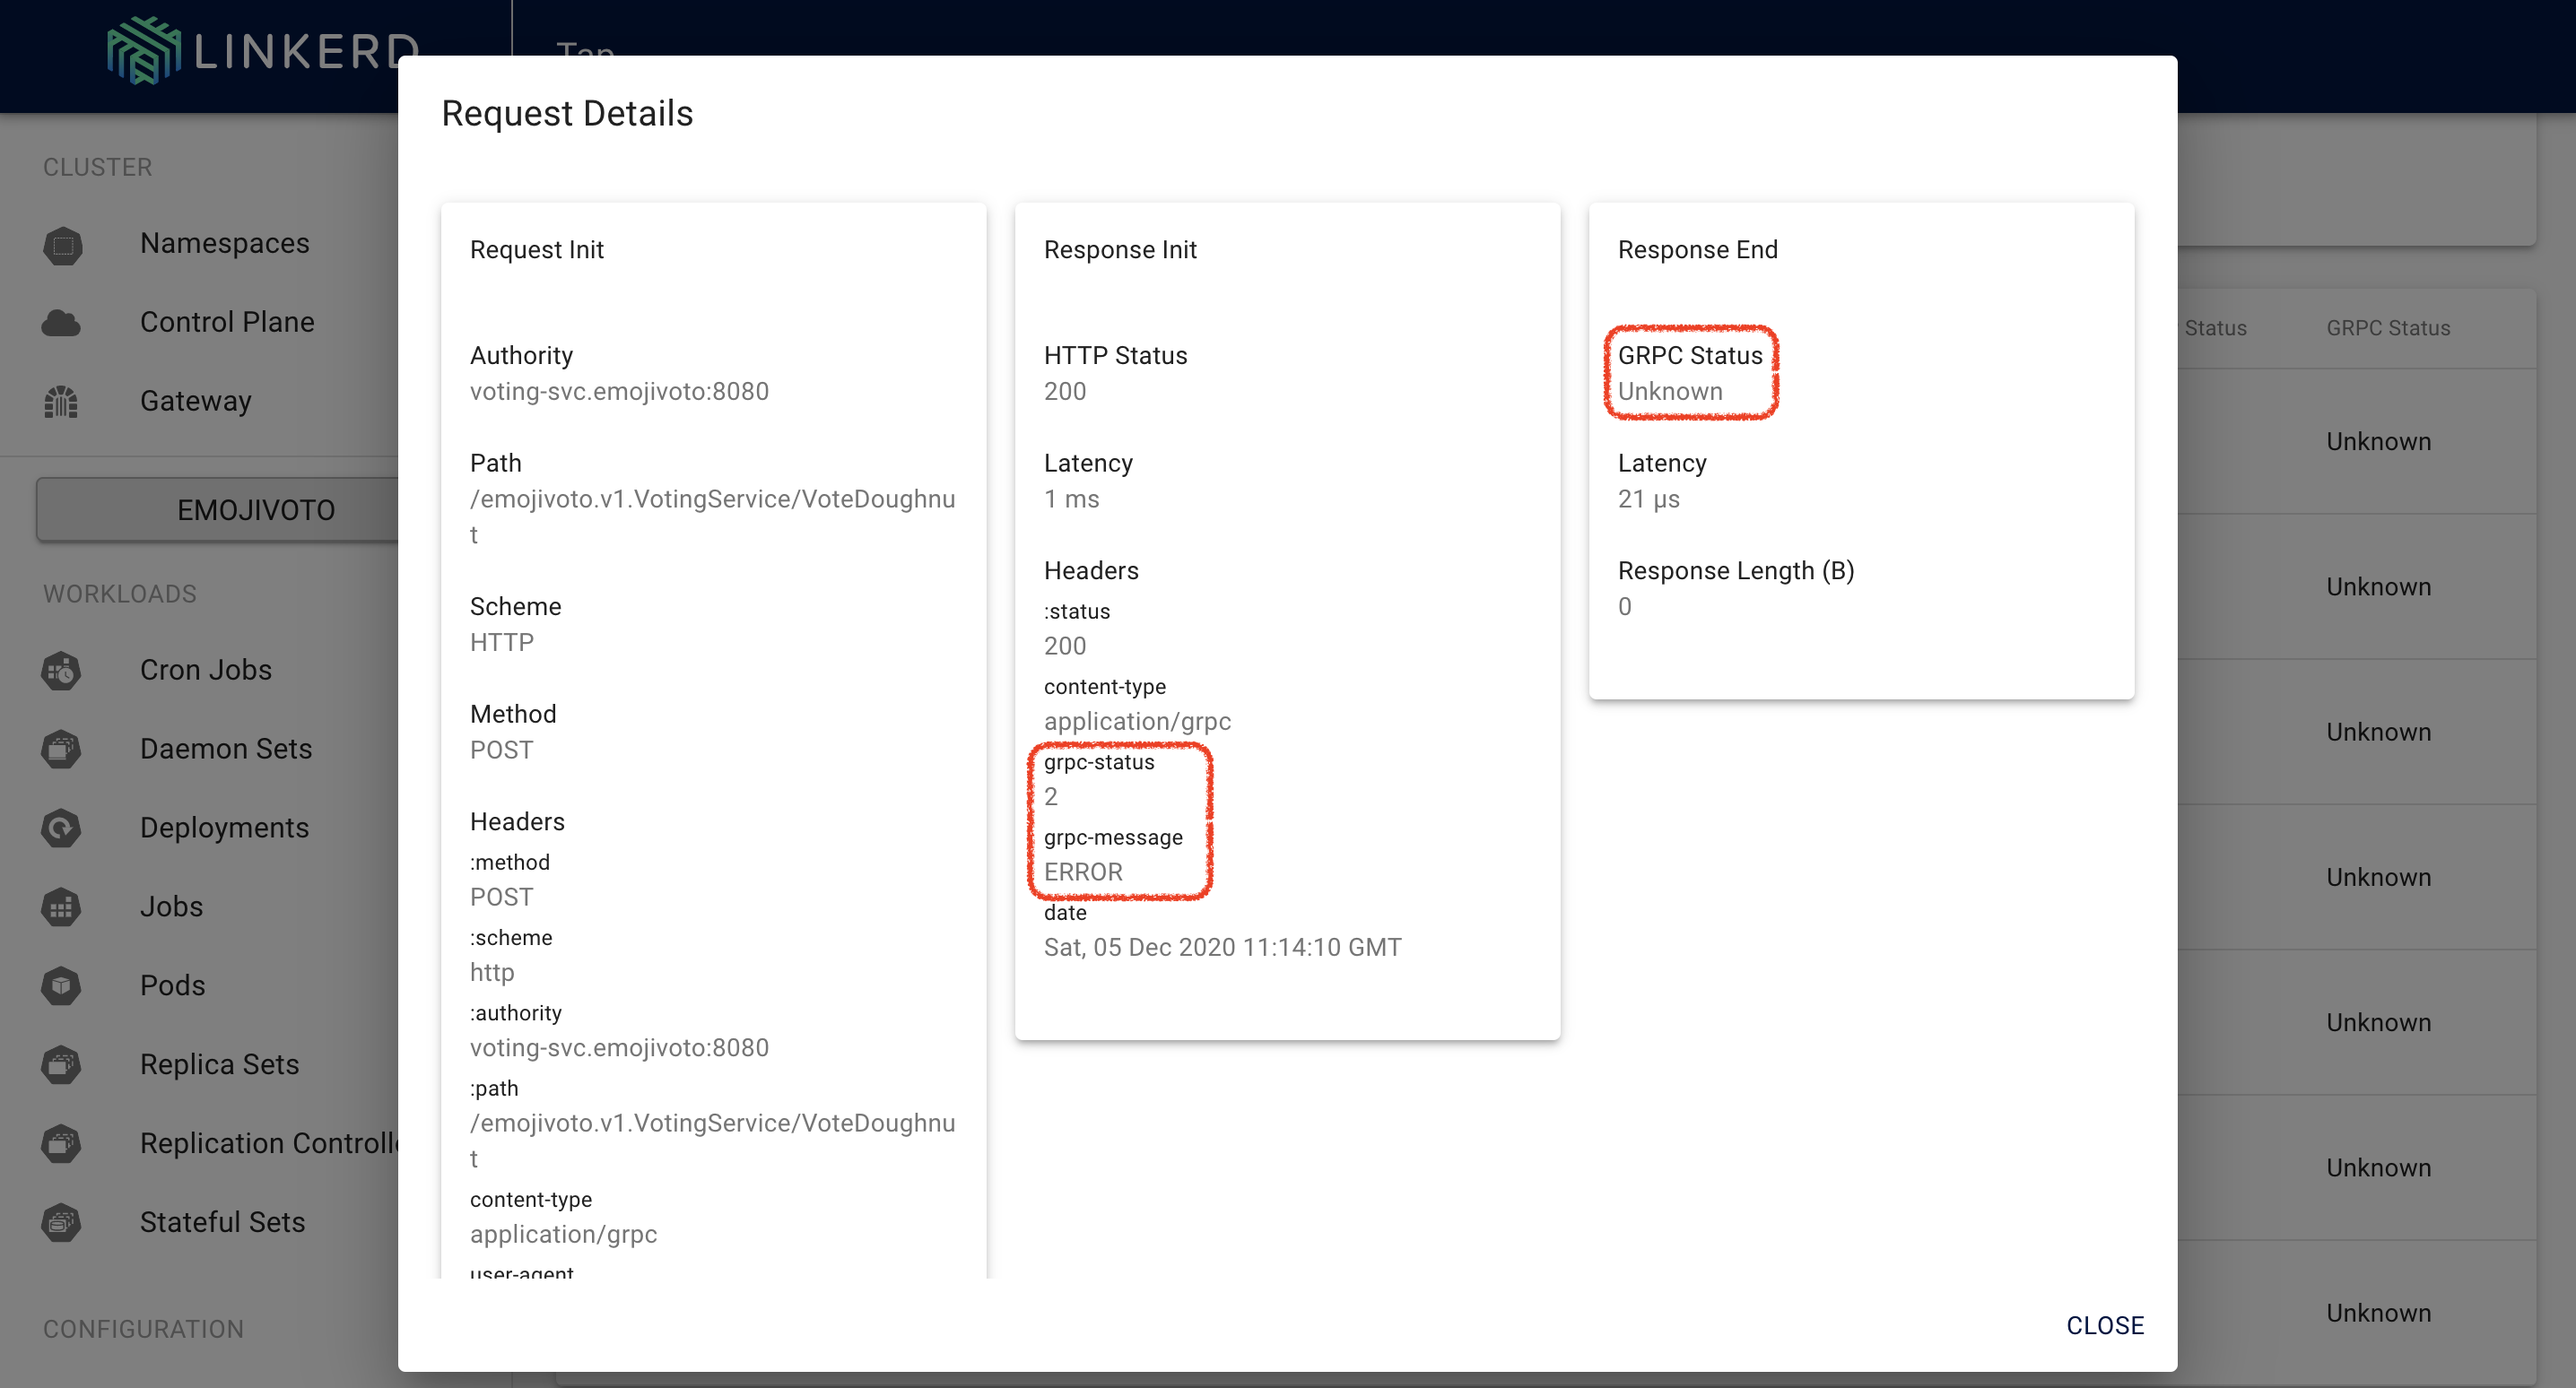 LINKERD
Tap
CLUSTER
Namespaces
Control Plane
Gateway
EMOJIVOTO
WORKLOADS
Cron Jobs
Daemon Sets
Deployments
Jobs
Pods
Replica Sets
Replication Controlle
Stateful Sets
CONFIGURATION
Request Details
Request Init
Authority
voting-svc.emojivoto:8080
Path
/emojivoto.v1.VotingService/VoteDoughnu
t
Scheme
HTTP
Method
POST
Headers
:method
POST
:scheme
http
:authority
voting-svc.emojivoto:8080
:path
/emojivoto.v1.VotingService/VoteDoughnu
t
content-type
application/grpc
user-agent
Response Init
HTTP Status
200
Latency
1 ms
Headers
:status
200
content-type
application/grpc
grpc-status
2
grpc-message
ERROR
date
Sat, 05 Dec 2020 11:14:10 GMT
Response End
GRPC Status
Unknown
Latency
21 µs
Response Length (B)
0
CLOSE
Status GRPC Status
Unknown
Unknown
Unknown
Unknown
Unknown
Unknown
Unknown